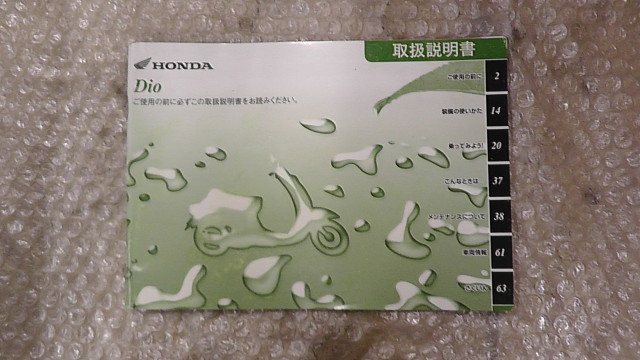 取扱説明書
HONDA
Dio
ご使用の前に必ずこの取扱説明書をお読みください。
ご使用の前に 2
装備の使いかた 14
乗ってみよう! 20
こんなときは 37
メンテナンスについて 38
車両情報 61
さくいん 63